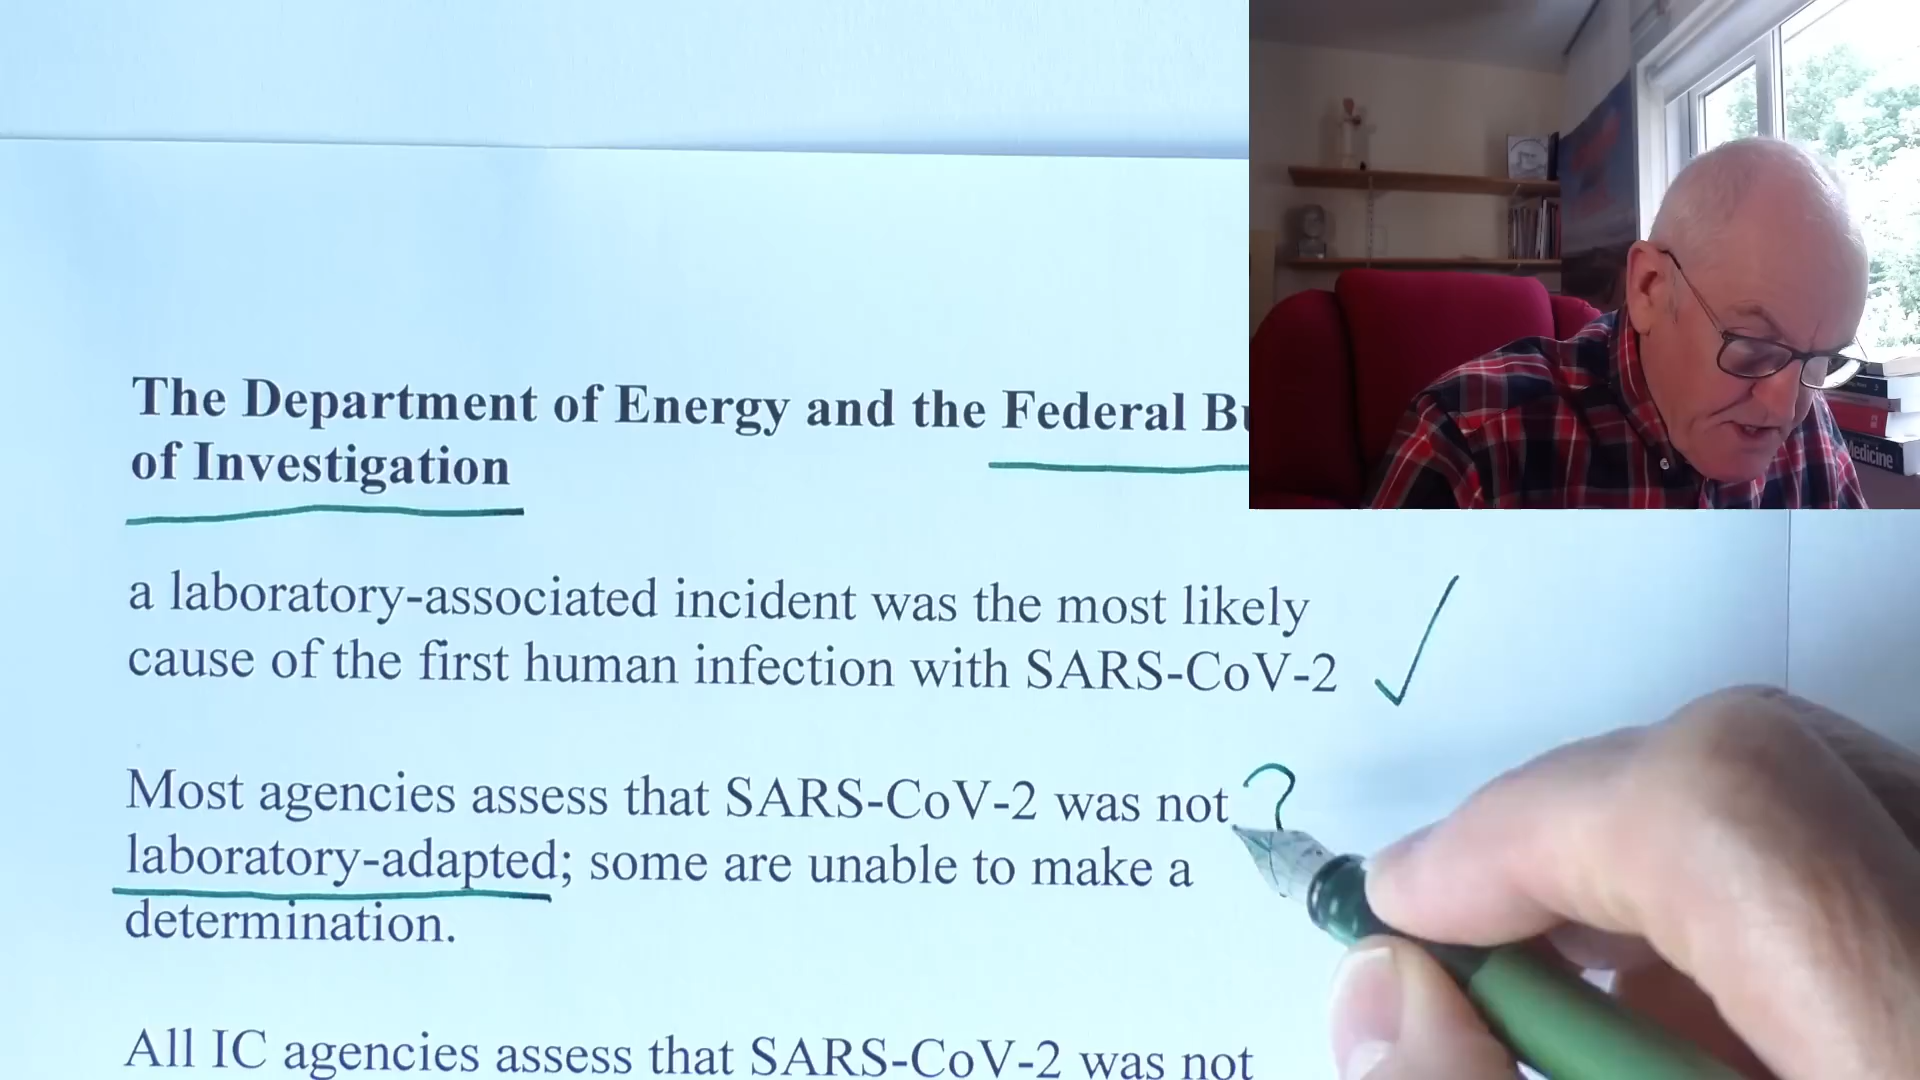 The Department of Energy and the Federal
of Investigation
a laboratory-associated incident was the most likely
cause of the first human infection with SARS-CoV-2
Most agencies assess that SARS-CoV-2 was not ?
laboratory-adapted; some are unable to make a
determination.
All IC agencies assess that SARS-CoV-2 was not
Medicine